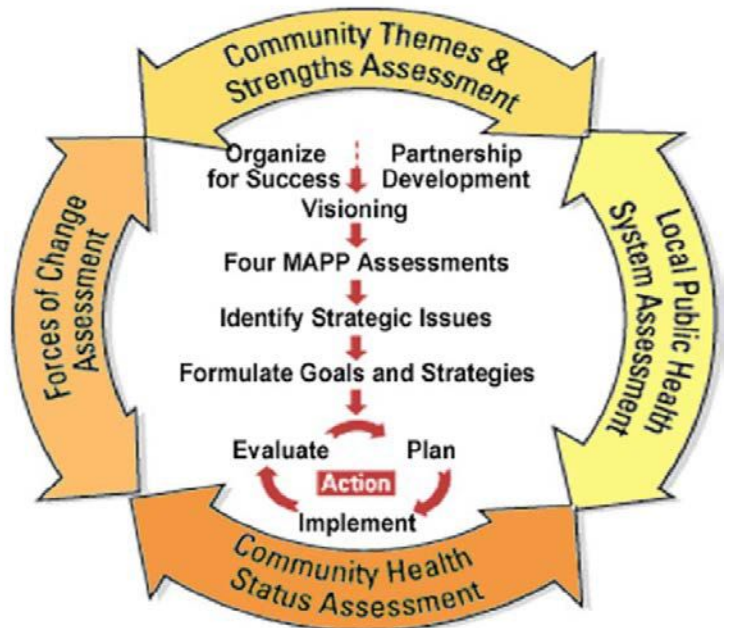 Community Themes &
Strengths Assessment
Organize
for Success
Partnership
Development
Visioning
Four MAPP Assessments
Identify Strategic Issues
Formulate Goals and Strategies
Evaluate
Plan
Action
Implement
Forces of Change
Assessment
Local Public Health
System Assessment
Community Health
Status Assessment